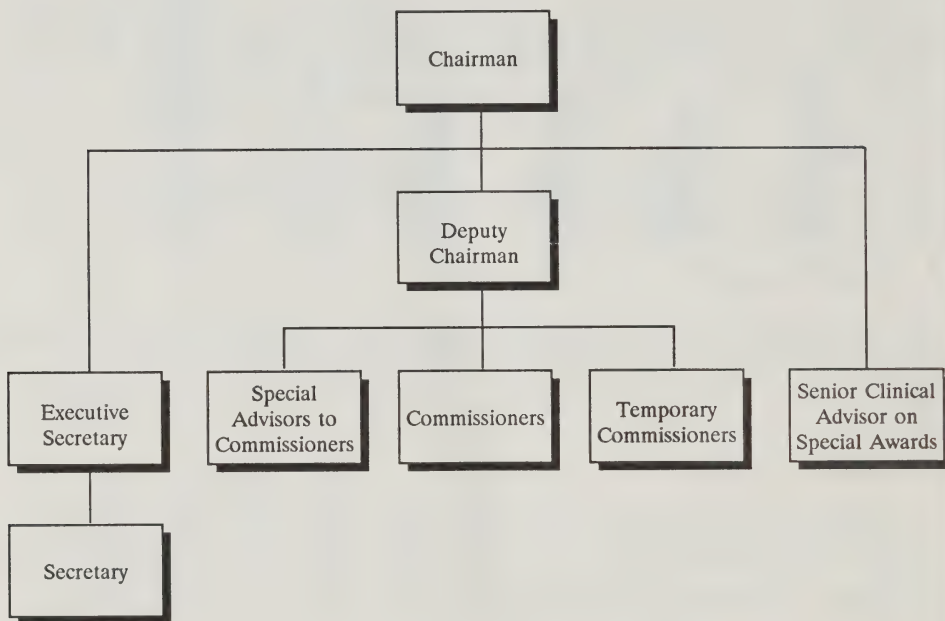 Chairman
Deputy
Chairman
Executive
Secretary
Special
Advisors to
Commissioners
Commissioners
Temporary
Commissioners
Senior Clinical
Advisor on
Special Awards
Secretary